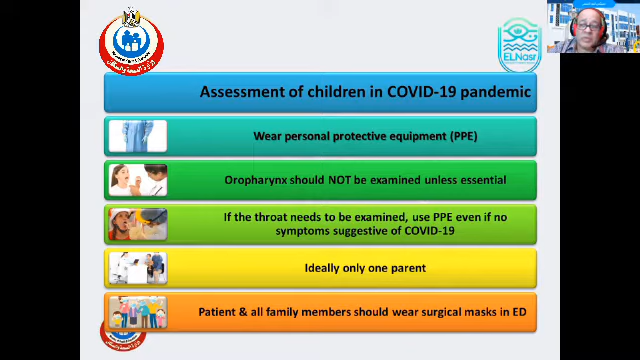 ELNasr
Assessment of children in COVID-19 pandemic
Wear personal protective equipment (PPE)
Oropharynx should NOT be examined unless essential
If the throat needs to be examined, use PPE even if no
symptoms suggestive of COVID-19
Ideally only one parent
Patient & all family members should wear surgical masks in ED